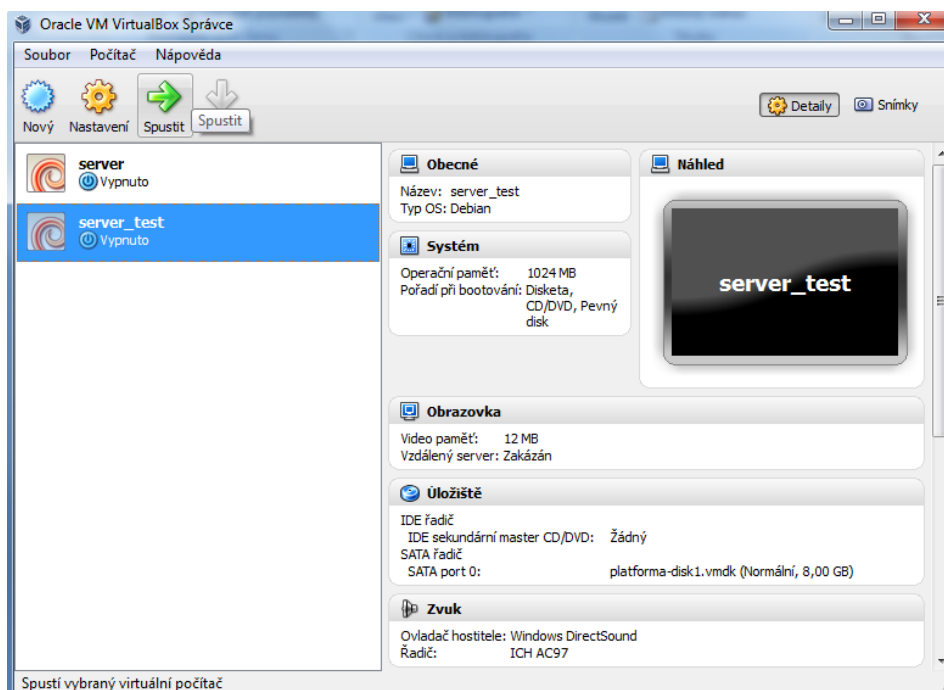 Oracle VM VirtualBox Správce
Soubor Počítač Nápověda
Nový Nastavení Spustit Spustit
Detaily Snímky
server
Vypnuto
server_test
Vypnuto
Obecné
Název: server_test
Typ OS: Debian
Systém
Operační paměť: 1024 MB
Pořadí při bootování: Disketa,
CD/DVD, Pevný
disk
Náhled
server_test
Obrazovka
Video paměť: 12 MB
Vzdálený server: Zakázán
Úložiště
IDE řadič
IDE sekundární master CD/DVD: Žádný
SATA řadič
SATA port 0: platforma-disk1.vmdk (Normální, 8,00 GB)
Zvuk
Ovladač hostitele: Windows DirectSound
Řadič: ICH AC97
Spustí vybraný virtuální počítač